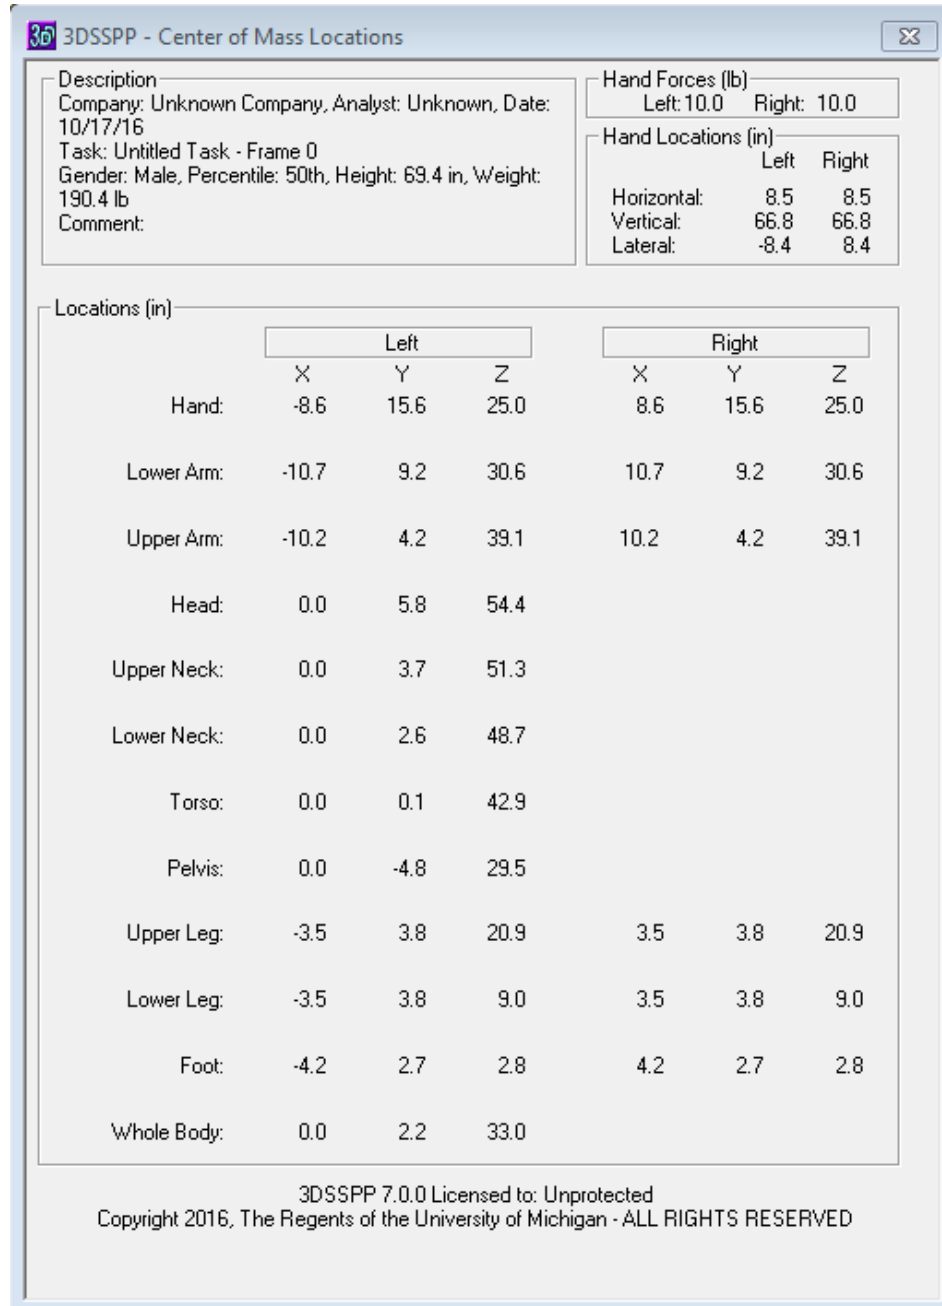 3DSSPP - Center of Mass Locations
Description
Company: Unknown Company, Analyst: Unknown, Date:
10/17/16
Task: Untitled Task - Frame 0
Gender: Male, Percentile: 50th, Height: 69.4 in, Weight:
190.4 lb
Comment:
Hand Forces (lb)
Left: 10.0 Right: 10.0
Hand Locations (in)
Left Right
Horizontal: 8.5 8.5
Vertical: 66.8 66.8
Lateral: -8.4 8.4
Locations (in)
Left Right
X Y Z X Y Z
Hand: -8.6 15.6 25.0 8.6 15.6 25.0
Lower Arm: -10.7 9.2 30.6 10.7 9.2 30.6
Upper Arm: -10.2 4.2 39.1 10.2 4.2 39.1
Head: 0.0 5.8 54.4
Upper Neck: 0.0 3.7 51.3
Lower Neck: 0.0 2.6 48.7
Torso: 0.0 0.1 42.9
Pelvis: 0.0 -4.8 29.5
Upper Leg: -3.5 3.8 20.9 3.5 3.8 20.9
Lower Leg: -3.5 3.8 9.0 3.5 3.8 9.0
Foot: -4.2 2.7 2.8 4.2 2.7 2.8
Whole Body: 0.0 2.2 33.0
3DSSPP 7.0.0 Licensed to: Unprotected
Copyright 2016, The Regents of the University of Michigan - ALL RIGHTS RESERVED